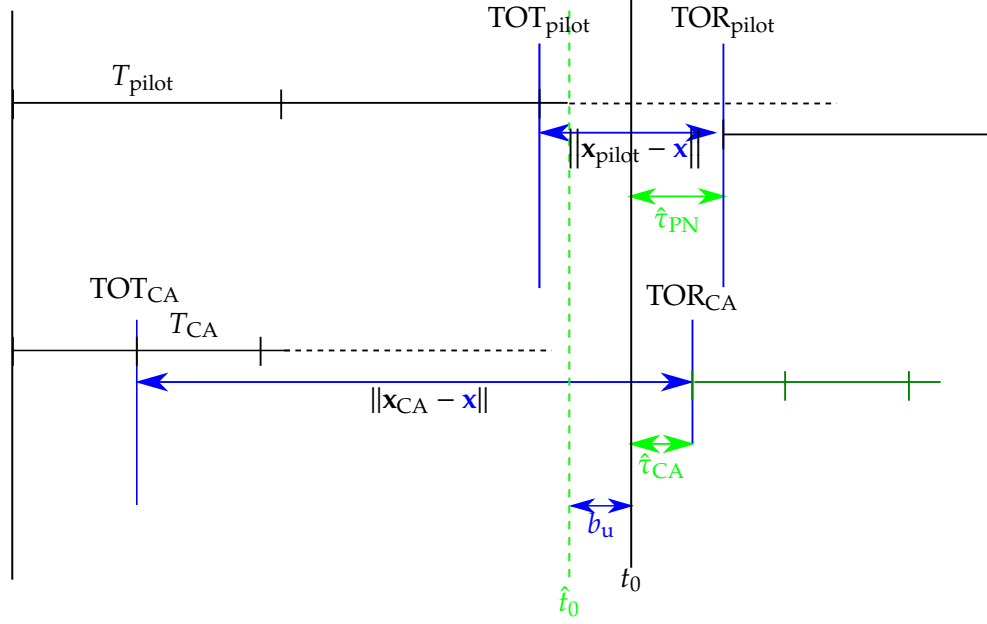 TOT_pilot TOR_pilot
T_pilot
||x_pilot − x||
τ̂_PN
TOT_CA TOR_CA
T_CA
||x_CA − x||
τ̂_CA
b_u
t_0
t̂_0